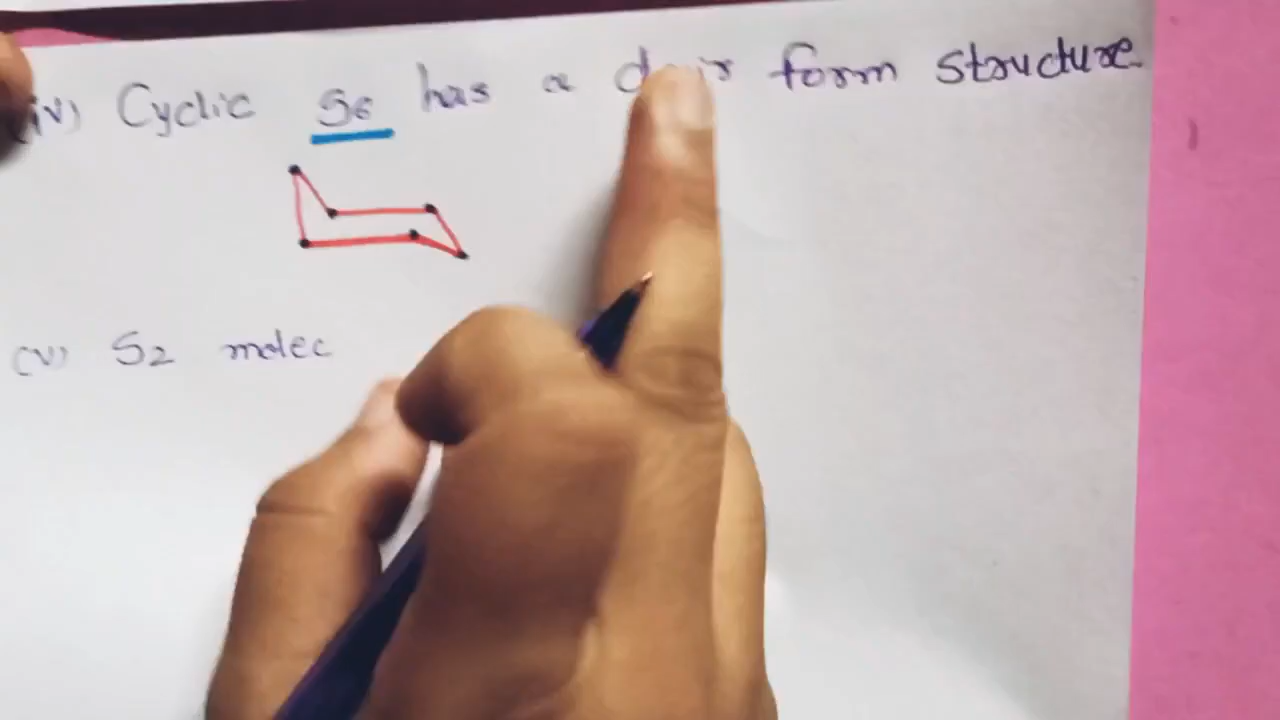 (iv) Cyclic S6 has a form structure.
(v) S2 molec